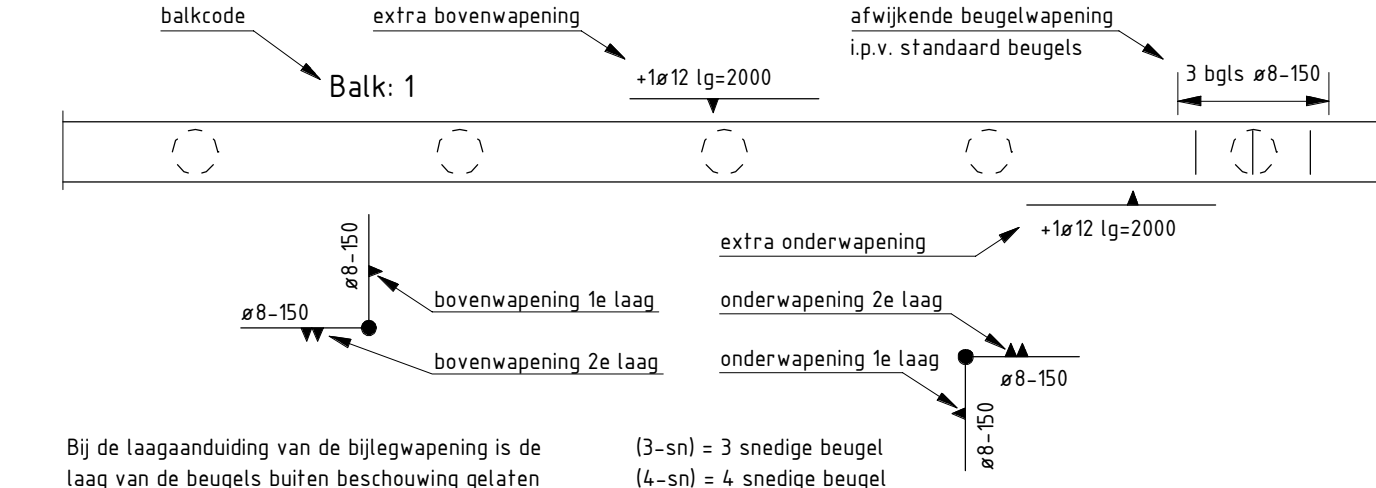 balkcode
extra bovenwapening
afwijkende beugelwapening
i.p.v. standaard beugels
Balk: 1
+1ø12 lg=2000
3 bgls ø8-150
+1ø12 lg=2000
extra onderwapening
ø8-150
ø8-150
bovenwapening 1e laag
bovenwapening 2e laag
onderwapening 2e laag
onderwapening 1e laag
ø8-150
ø8-150
Bij de laagaanduiding van de bijlegwapening is de
laag van de beugels buiten beschouwing gelaten
(3-sn) = 3 snedige beugel
(4-sn) = 4 snedige beugel